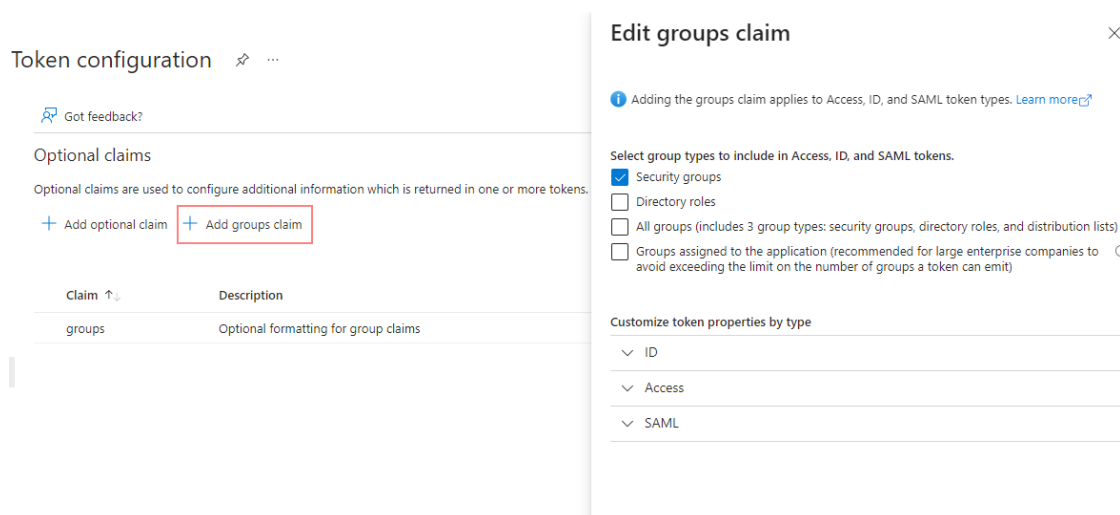 Token configuration
Got feedback?
Optional claims
Optional claims are used to configure additional information which is returned in one or more tokens.
Add optional claim
Add groups claim
Claim
Description
groups
Optional formatting for group claims
Edit groups claim
Adding the groups claim applies to Access, ID, and SAML token types. Learn more
Select group types to include in Access, ID, and SAML tokens.
Security groups
Directory roles
All groups (includes 3 group types: security groups, directory roles, and distribution lists)
Groups assigned to the application (recommended for large enterprise companies to
avoid exceeding the limit on the number of groups a token can emit)
Customize token properties by type
ID
Access
SAML